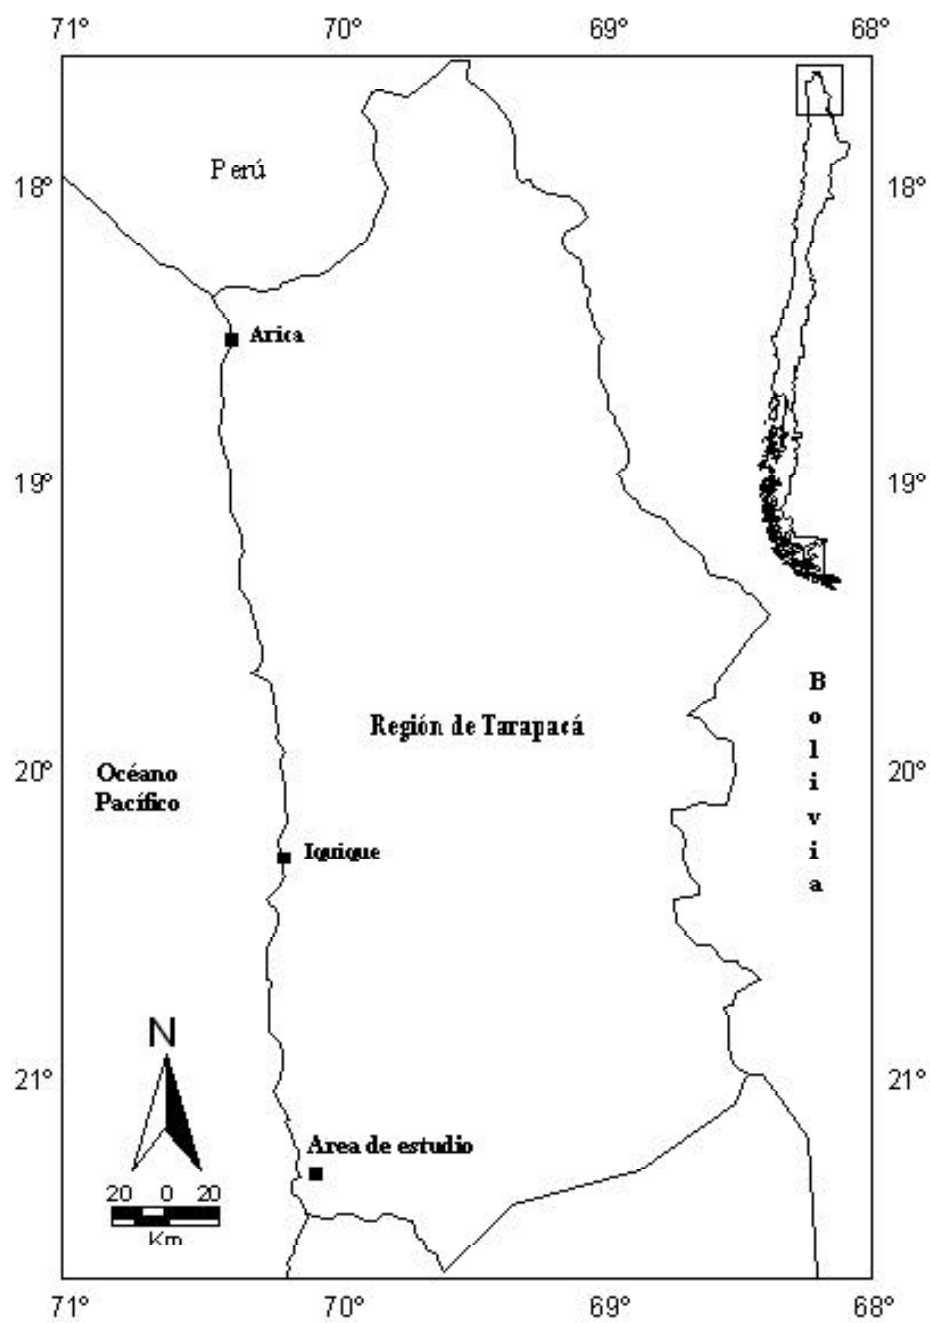 71° 70° 69° 68°
Perú
18° 18°
Arica
19° 19°
Región de Tarapacá
B
o
l
i
v
i
a
20° 20°
Océano
Pacífico
Iquique
N
21° 21°
Area de estudio
20 0 20
Km
71° 70° 69° 68°